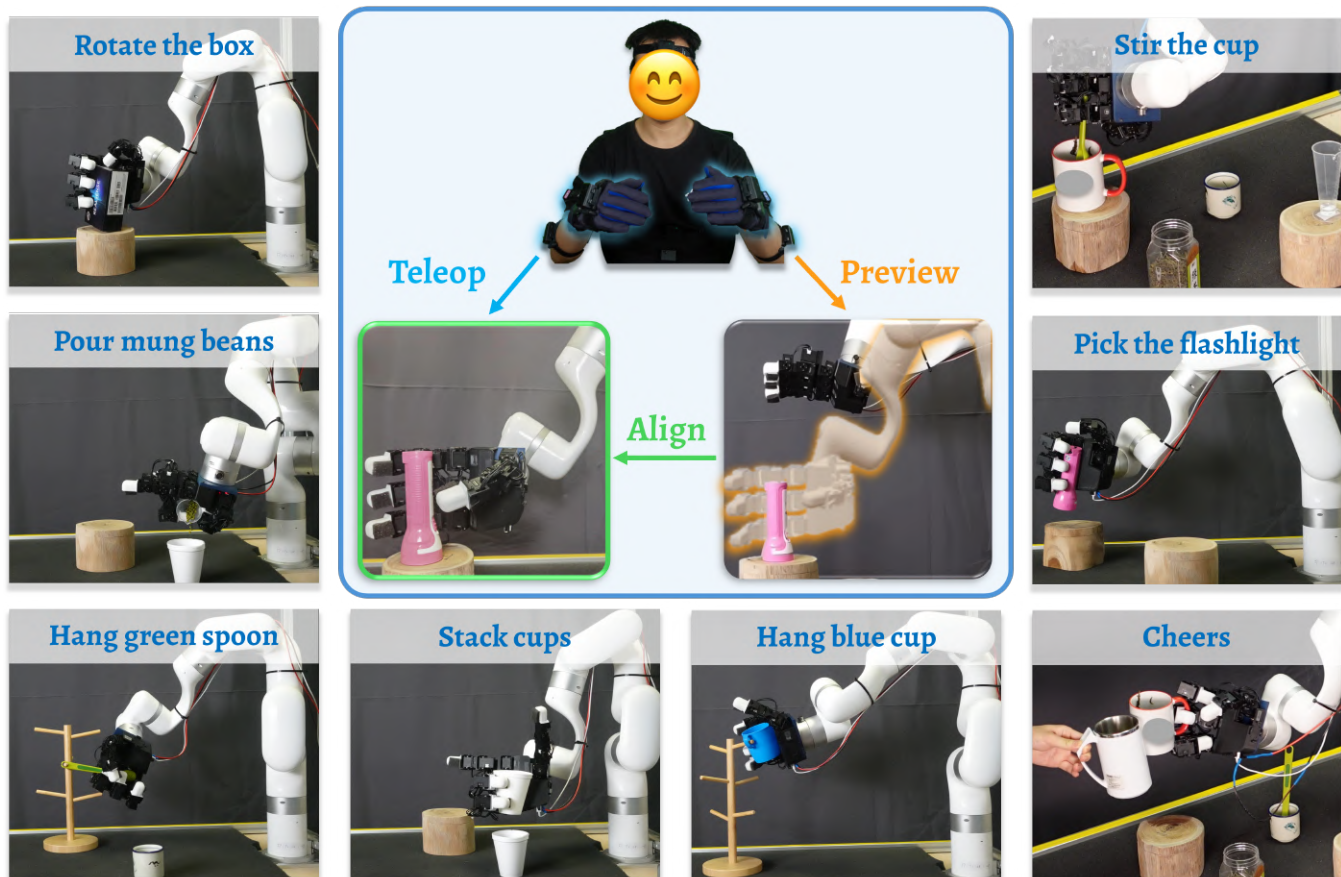 Rotate the box
Stir the cup
Teleop
Preview
Pour mung beans
Pick the flashlight
Align
Hang green spoon
Stack cups
Hang blue cup
Cheers